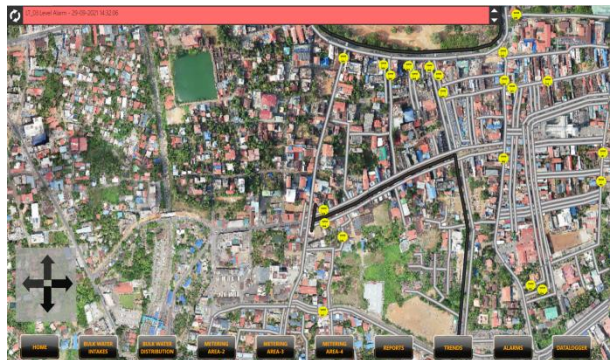 LT_03 Level Alarm - 29-09-2021 14:32:06
HOME
BULK WATER
INTAKES
BULK WATER
DISTRIBUTION
METERING
AREA-2
METERING
AREA-3
METERING
AREA-4
REPORTS
TRENDS
ALARMS
DATALOGGER